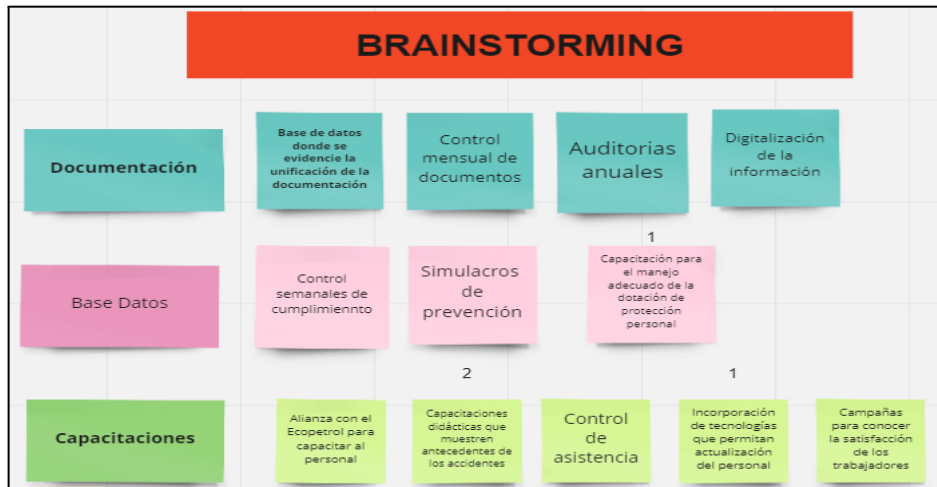 BRAINSTORMING
Documentación
Base de datos
donde se
evidencie la
unificación de la
documentación
Control
mensual de
documentos
Auditorias
anuales
Digitalización
de la
información
1
Base Datos
Control
semanales de
cumplimiennto
Simulacros
de
prevención
Capacitación para
el manejo
adecuado de la
dotación de
protección
personal
2
1
Capacitaciones
Alianza con el
Ecopetrol para
capacitar al
personal
Capacitaciones
didácticas que
muestren
antecedentes de
los accidentes
Control
de
asistencia
Incorporación
de tecnologías
que permitan
actualización
del personal
Campañas
para conocer
la satisfacción
de los
trabajadores